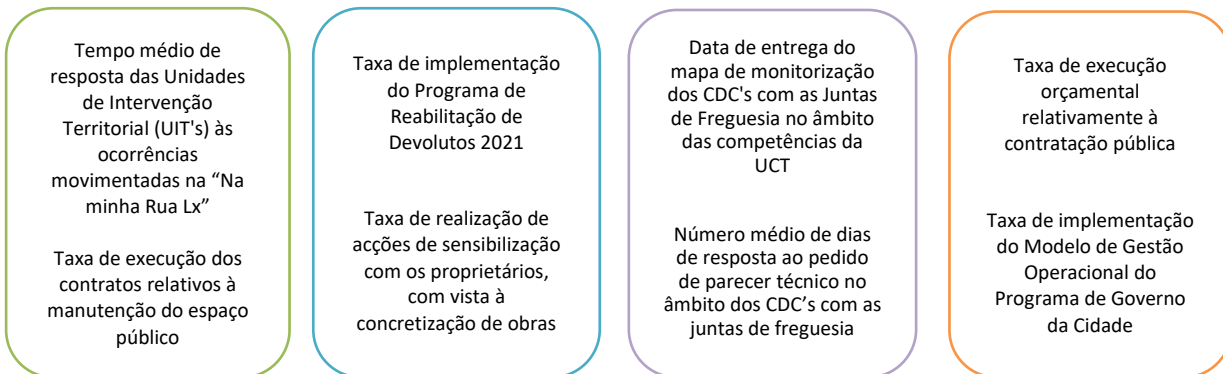 Tempo médio de
resposta das Unidades
de Intervenção
Territorial (UIT's) às
ocorrências
movimentadas na “Na
minha Rua Lx”
Taxa de execução dos
contratos relativos à
manutenção do espaço
público
Taxa de implementação
do Programa de
Reabilitação de
Devolutos 2021
Taxa de realização de
acções de sensibilização
com os proprietários,
com vista à
concretização de obras
Data de entrega do
mapa de monitorização
dos CDC's com as Juntas
de Freguesia no âmbito
das competências da
UCT
Número médio de dias
de resposta ao pedido
de parecer técnico no
âmbito dos CDC’s com as
juntas de freguesia
Taxa de execução
orçamental
relativamente à
contratação pública
Taxa de implementação
do Modelo de Gestão
Operacional do
Programa de Governo
da Cidade